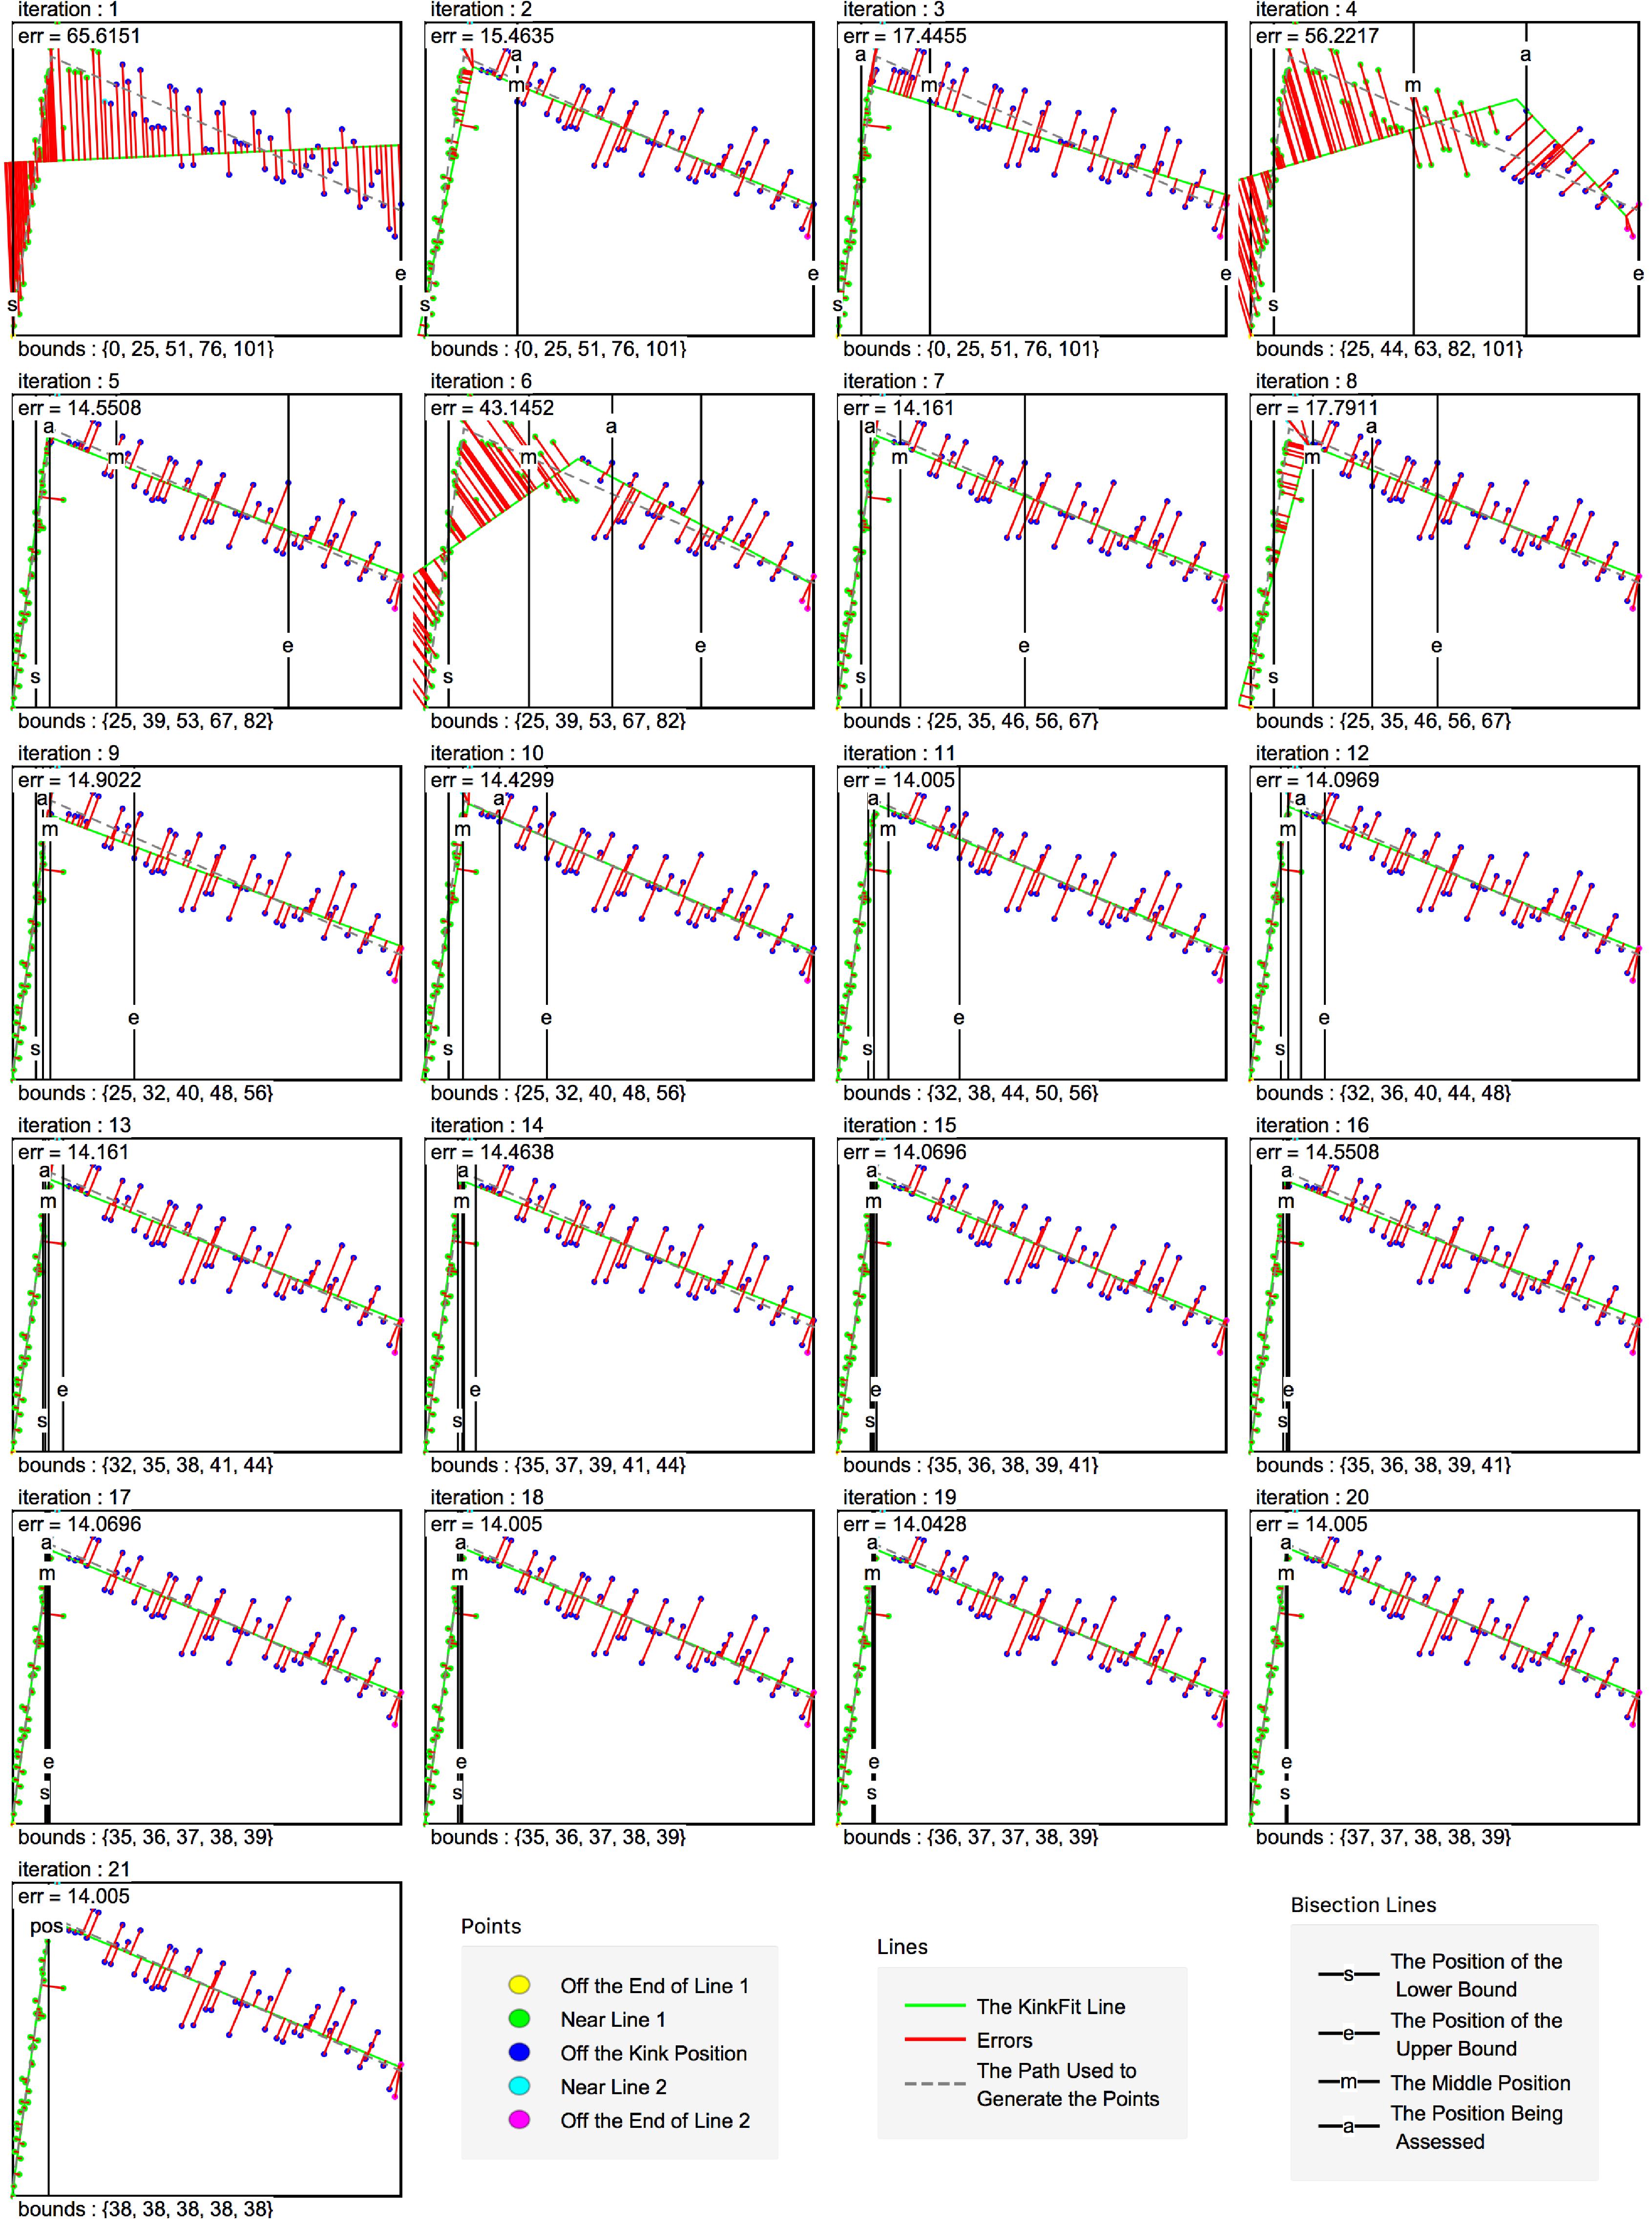 iteration : 1
err = 65.6151
s
e
bounds : {0, 25, 51, 76, 101}
iteration : 2
err = 15.4635
a
m
s
e
bounds : {0, 25, 51, 76, 101}
iteration : 3
err = 17.4455
a
m
s
e
bounds : {0, 25, 51, 76, 101}
iteration : 4
err = 56.2217
a
m
s
e
bounds : {25, 44, 63, 82, 101}
iteration : 5
err = 14.5508
a
m
e
s
bounds : {25, 39, 53, 67, 82}
iteration : 6
err = 43.1452
a
m
e
s
bounds : {25, 39, 53, 67, 82}
iteration : 7
err = 14.161
a
m
e
s
bounds : {25, 35, 46, 56, 67}
iteration : 8
err = 17.7911
a
m
e
s
bounds : {25, 35, 46, 56, 67}
iteration : 9
err = 14.9022
a
m
e
s
bounds : {25, 32, 40, 48, 56}
iteration : 10
err = 14.4299
a
m
e
s
bounds : {25, 32, 40, 48, 56}
iteration : 11
err = 14.005
a
m
e
s
bounds : {32, 38, 44, 50, 56}
iteration : 12
err = 14.0969
a
m
e
s
bounds : {32, 36, 40, 44, 48}
iteration : 13
err = 14.161
a
m
e
s
bounds : {32, 35, 38, 41, 44}
iteration : 14
err = 14.4638
a
m
e
s
bounds : {35, 37, 39, 41, 44}
iteration : 15
err = 14.0696
a
m
e
s
bounds : {35, 36, 38, 39, 41}
iteration : 16
err = 14.5508
a
m
e
s
bounds : {35, 36, 38, 39, 41}
iteration : 17
err = 14.0696
a
m
e
s
bounds : {35, 36, 37, 38, 39}
iteration : 18
err = 14.005
a
m
e
s
bounds : {35, 36, 37, 38, 39}
iteration : 19
err = 14.0428
a
m
e
s
bounds : {36, 37, 37, 38, 39}
iteration : 20
err = 14.005
a
m
e
s
bounds : {37, 37, 38, 38, 39}
iteration : 21
err = 14.005
pos
bounds : {38, 38, 38, 38, 38}
Points
Off the End of Line 1
Near Line 1
Off the Kink Position
Near Line 2
Off the End of Line 2
Lines
The KinkFit Line
Errors
The Path Used to
Generate the Points
Bisection Lines
s The Position of the
Lower Bound
e The Position of the
Upper Bound
m The Middle Position
a The Position Being
Assessed